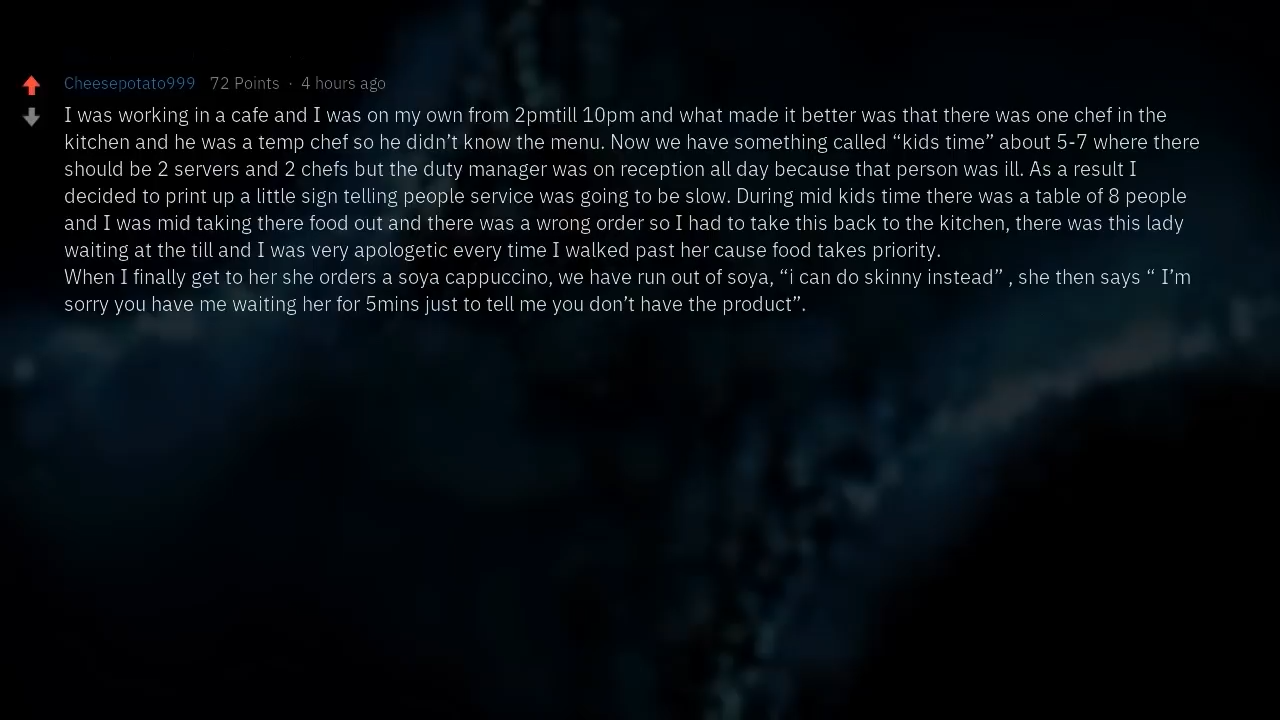 Cheesepotato999 72 Points · 4 hours ago
I was working in a cafe and I was on my own from 2pmtill 10pm and what made it better was that there was one chef in the
kitchen and he was a temp chef so he didn’t know the menu. Now we have something called “kids time” about 5-7 where there
should be 2 servers and 2 chefs but the duty manager was on reception all day because that person was ill. As a result I
decided to print up a little sign telling people service was going to be slow. During mid kids time there was a table of 8 people
and I was mid taking there food out and there was a wrong order so I had to take this back to the kitchen, there was this lady
waiting at the till and I was very apologetic every time I walked past her cause food takes priority.
When I finally get to her she orders a soya cappuccino, we have run out of soya, “i can do skinny instead” , she then says “ I’m
sorry you have me waiting her for 5mins just to tell me you don’t have the product”.